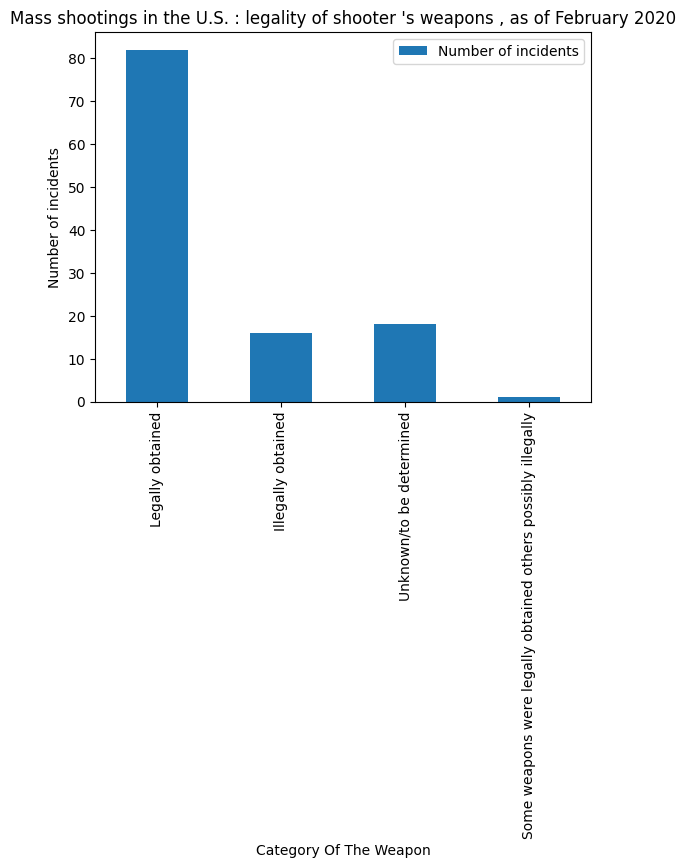 Mass shootings in the U.S. : legality of shooter 's weapons , as of February 2020
Number of incidents
80
70
60
50
40
30
20
10
0
Number of incidents
Legally obtained
Illegally obtained
Unknown/to be determined
Some weapons were legally obtained others possibly illegally
Category Of The Weapon